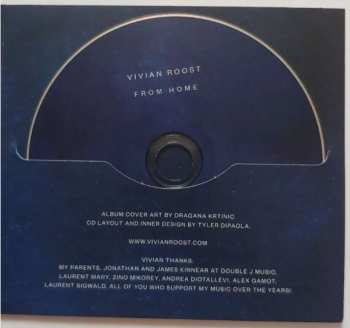 VIVIAN ROOST
FROM HOME
ALBUM COVER ART BY DRAGANA KRTINIC
CD LAYOUT AND INNER DESIGN BY TYLER DIPAOLA.
WWW.VIVIANROOST.COM
VIVIAN THANKS:
MY PARENTS, JONATHAN AND JAMES KINNEAR AT DOUBLE J MUSIC,
LAURENT MARY, ZINO MIKOREY, ANDREA DIOTALLEVI, ALEX GAMOT,
LAURENT SIGWALD, ALL OF YOU WHO SUPPORT MY MUSIC OVER THE YEARS!